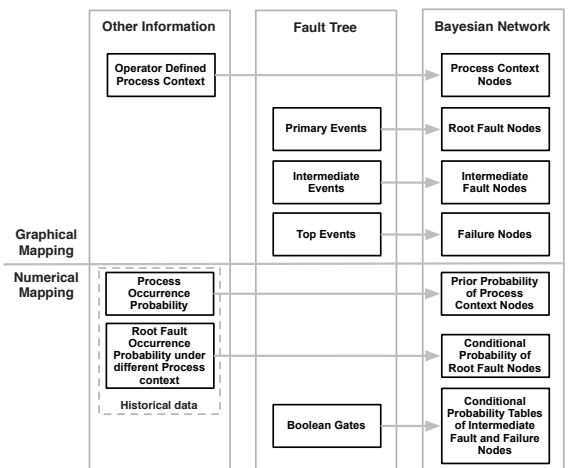 Other Information
Fault Tree
Bayesian Network
Operator Defined
Process Context
Process Context
Nodes
Primary Events
Root Fault Nodes
Intermediate
Events
Intermediate
Fault Nodes
Top Events
Failure Nodes
Graphical
Mapping
Numerical
Mapping
Process
Occurrence
Probability
Prior Probability
of Process
Context Nodes
Root Fault
Occurrence
Probability under
different Process
context
Conditional
Probability of
Root Fault Nodes
Historical data
Boolean Gates
Conditional
Probability Tables
of Intermediate
Fault and Failure
Nodes